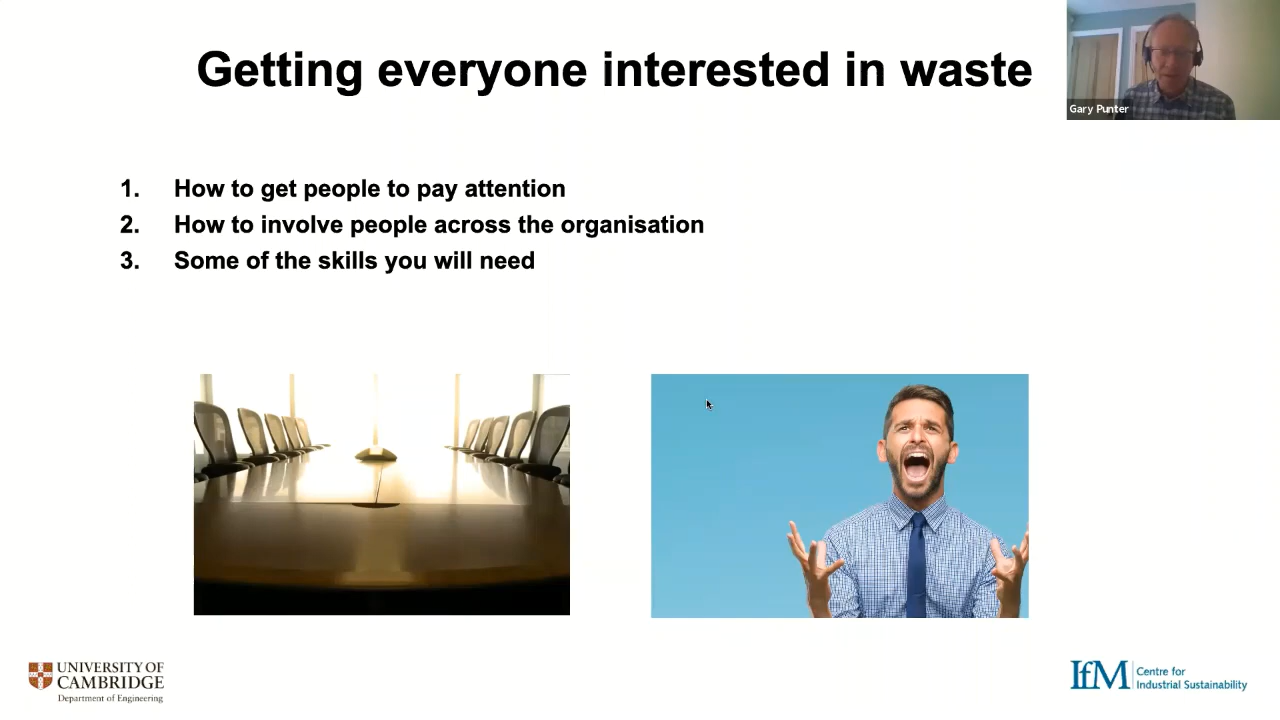 Getting everyone interested in waste
Gary Punter
1. How to get people to pay attention
2. How to involve people across the organisation
3. Some of the skills you will need
UNIVERSITY OF
CAMBRIDGE
Department of Engineering
IfM
Centre for
Industrial Sustainability